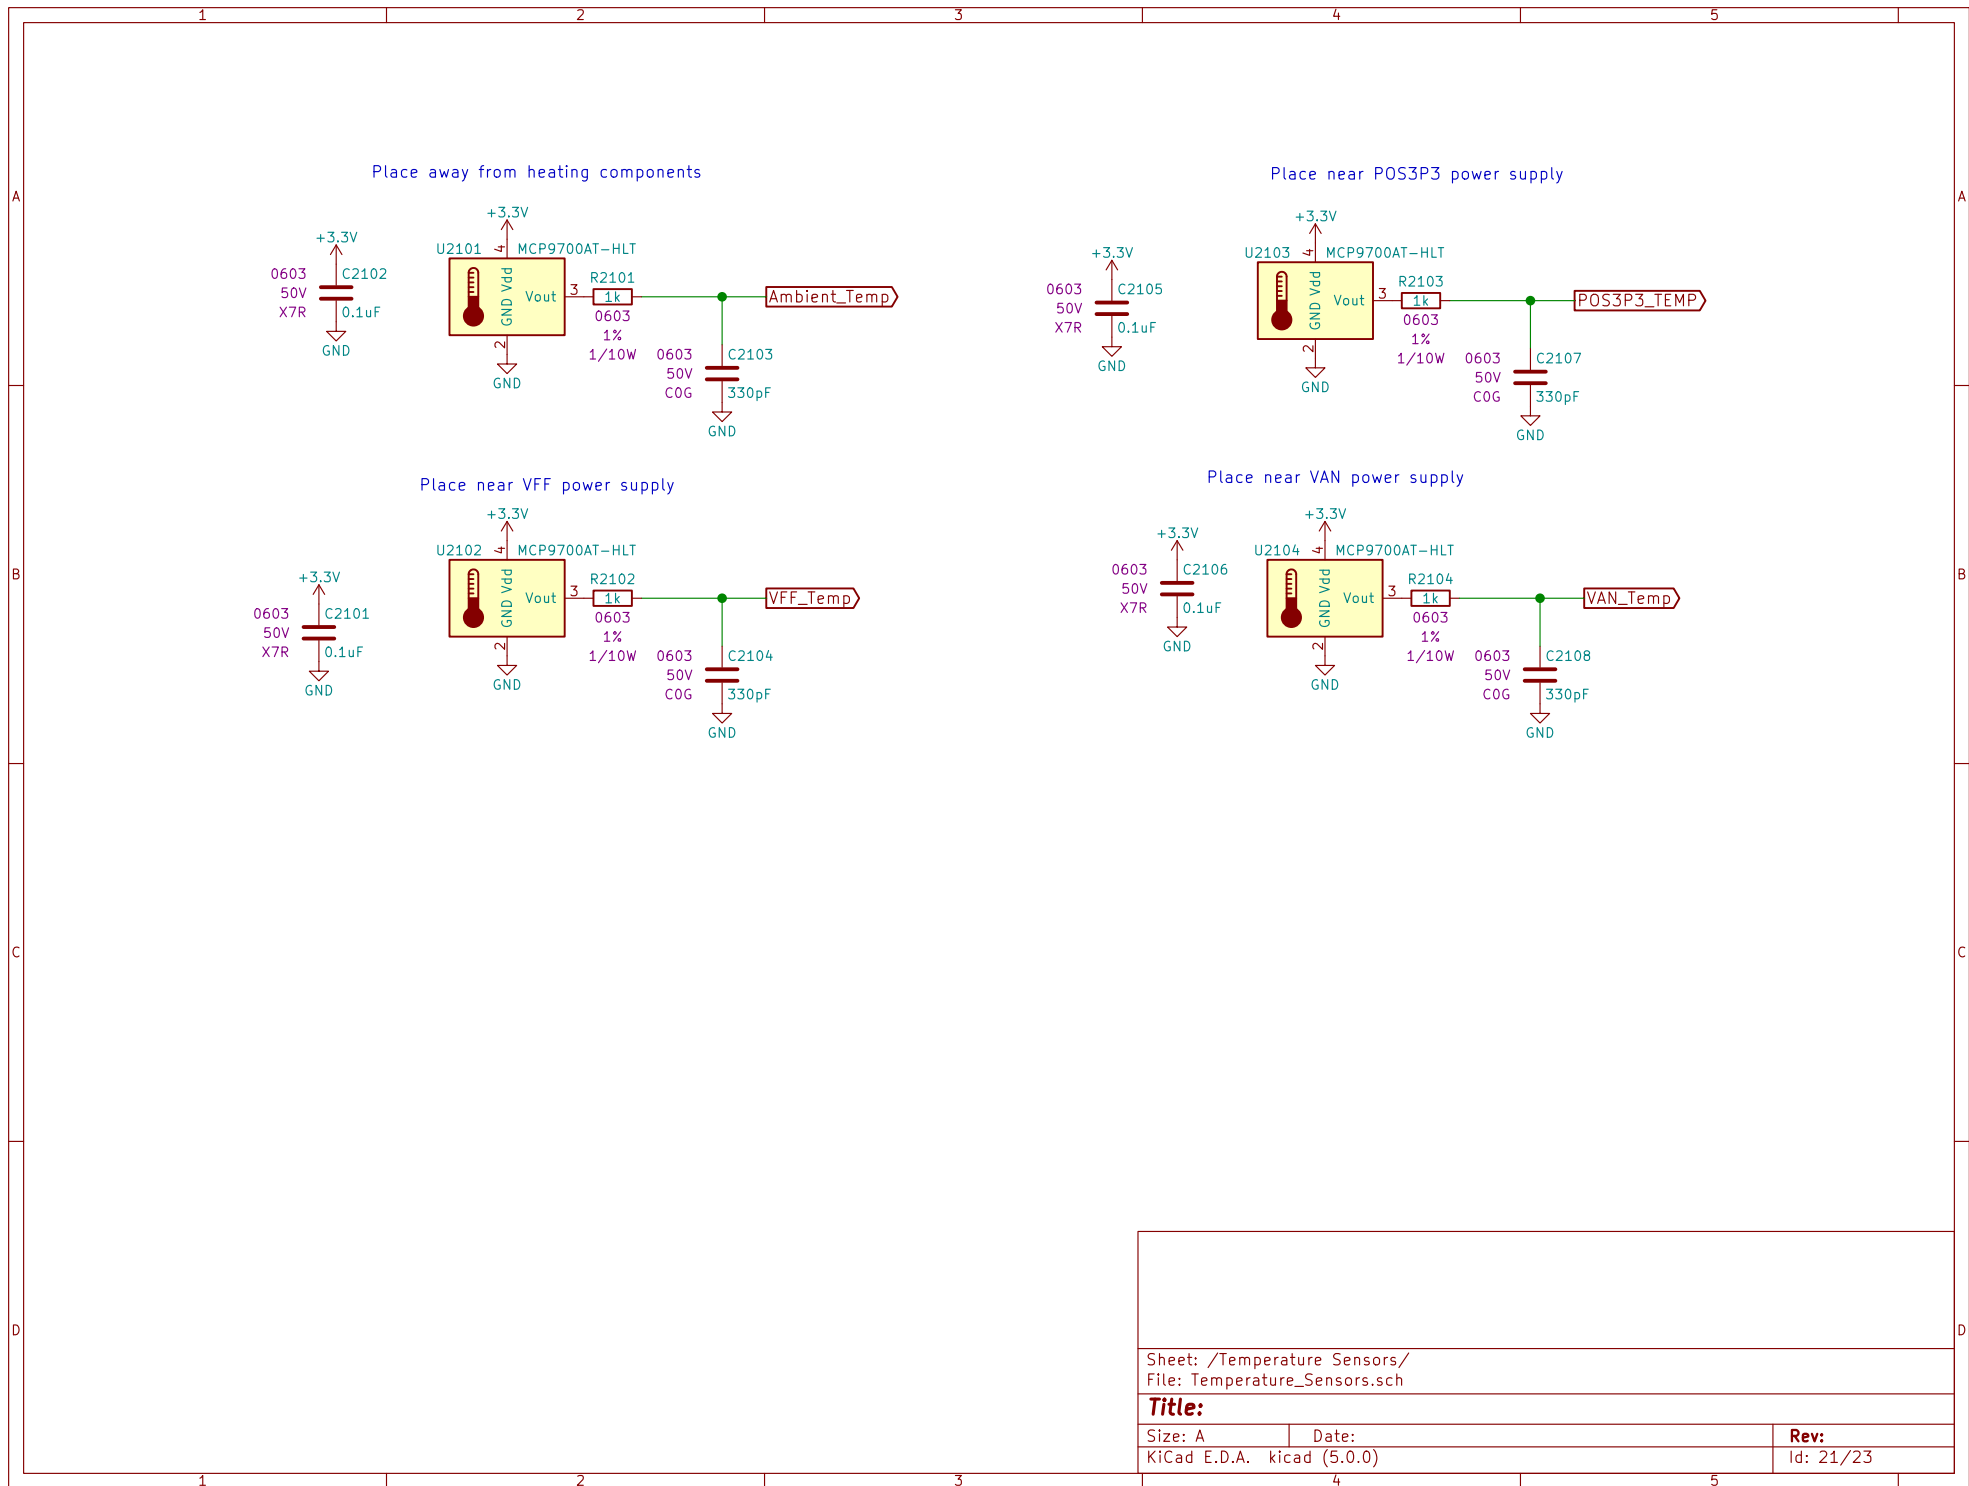 1 2 3 4 5
A
A
Place away from heating components
+3.3V
+3.3V
0603
50V
X7R
C2102
0.1uF
GND
U2101
4
MCP9700AT-HLT
GND Vdd
Vout
3
2
GND
R2101
1k
0603
1%
1/10W
Ambient_Temp
0603
50V
C0G
C2103
330pF
GND
Place near POS3P3 power supply
+3.3V
+3.3V
0603
50V
X7R
C2105
0.1uF
GND
U2103
4
MCP9700AT-HLT
GND Vdd
Vout
3
2
GND
R2103
1k
0603
1%
1/10W
POS3P3_TEMP
0603
50V
C0G
C2107
330pF
GND
B
B
Place near VFF power supply
+3.3V
+3.3V
0603
50V
X7R
C2101
0.1uF
GND
U2102
4
MCP9700AT-HLT
GND Vdd
Vout
3
2
GND
R2102
1k
0603
1%
1/10W
VFF_Temp
0603
50V
C0G
C2104
330pF
GND
Place near VAN power supply
+3.3V
+3.3V
0603
50V
X7R
C2106
0.1uF
GND
U2104
4
MCP9700AT-HLT
GND Vdd
Vout
3
2
GND
R2104
1k
0603
1%
1/10W
VAN_Temp
0603
50V
C0G
C2108
330pF
GND
C
C
D
D
Sheet: /Temperature Sensors/
File: Temperature_Sensors.sch
Title:
Size: A Date: Rev:
KiCad E.D.A. kicad (5.0.0) Id: 21/23
1 2 3 4 5